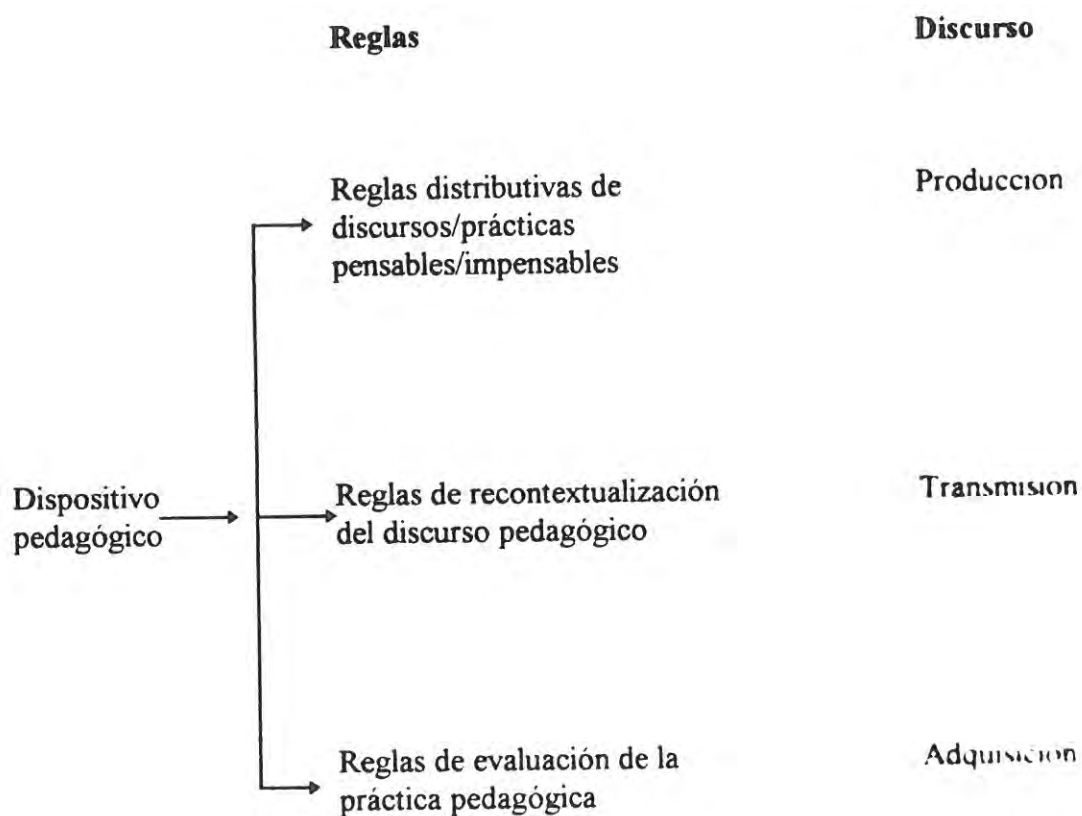 Reglas
Discurso
Reglas distributivas de
discursos/prácticas
pensables/impensables
Produccion
Dispositivo
pedagógico
Reglas de recontextualización
del discurso pedagógico
Transmision
Reglas de evaluación de la
práctica pedagógica
Adquisicion